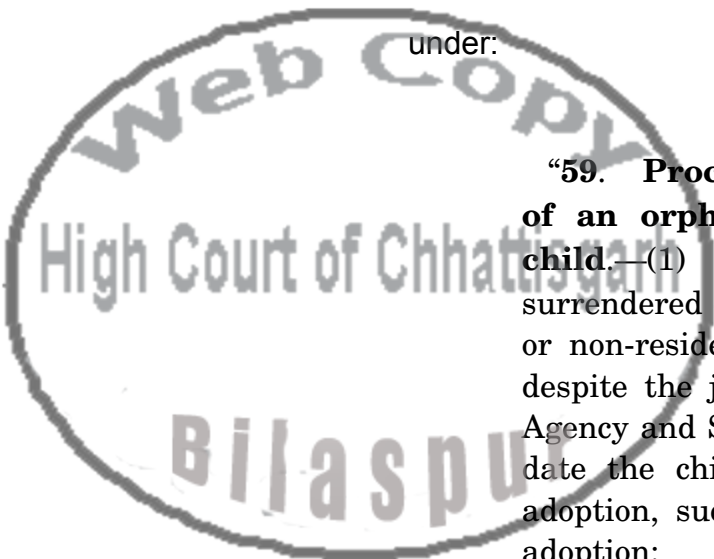 under:
Web Copy
“59. Proc
of an orph
High Court of Chhattisgarh
child.—(1)
surrendered
or non-reside
despite the j
Agency and S
Bilaspur
date the chi
adoption, suc
adoption: